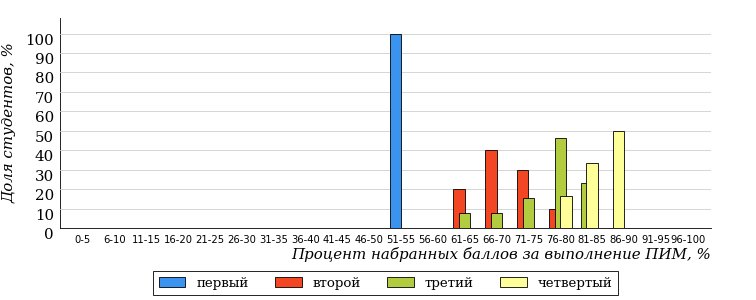 Доля студентов, %
100
90
80
70
60
50
40
30
20
10
0
0-5 6-10 11-15 16-20 21-25 26-30 31-35 36-40 41-45 46-50 51-55 56-60 61-65 66-70 71-75 76-80 81-85 86-90 91-95 96-100
Процент набранных баллов за выполнение ПИМ, %
первый второй третий четвертый